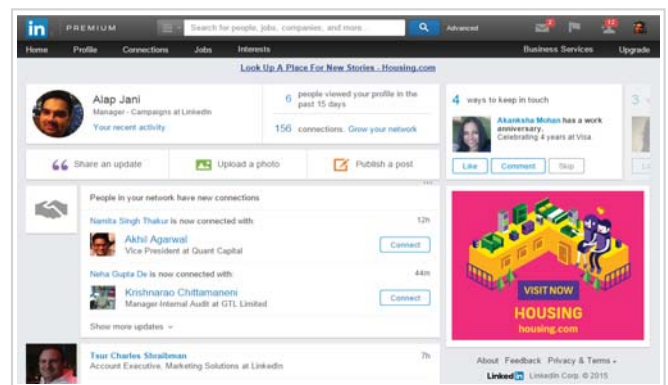 in PREMIUM Search for people, jobs, companies, and more... Advanced 2 12
Home Profile Connections Jobs Interests Business Services Upgrade
Look Up A Place For New Stories - Housing.com
Alap Jani
Manager - Campaigns at LinkedIn
Your recent activity
6 people viewed your profile in the
past 15 days
156 connections. Grow your network
Share an update Upload a photo Publish a post
4 ways to keep in touch
Akanksha Mohan has a work
anniversary.
Celebrating 4 years at Visa
Like Comment Skip
3
People in your network have new connections
Namita Singh Thakur is now connected with: 12h
Akhil Agarwal
Vice President at Quant Capital
Connect
Neha Gupta De is now connected with: 44m
Krishnarao Chittamaneni
Manager-Internal Audit at GTL Limited
Connect
Show more updates
Tsur Charles Shraibman 7h
Account Executive, Marketing Solutions at LinkedIn
VISIT NOW
HOUSING
housing.com
About Feedback Privacy & Terms
LinkedIn LinkedIn Corp. © 2015